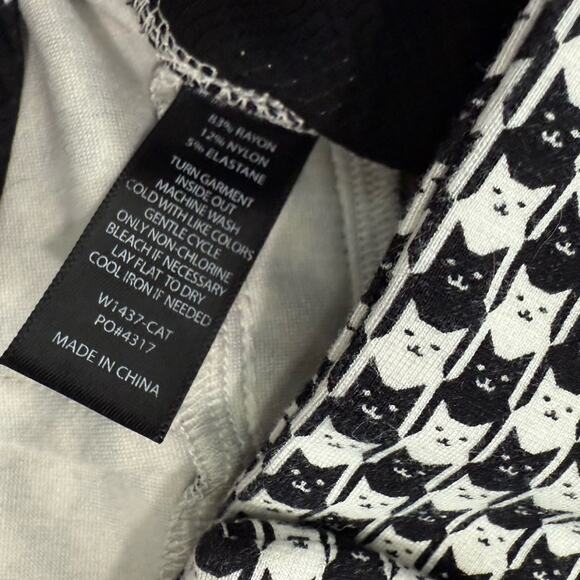 83% RAYON
12% NYLON
5% ELASTANE
TURN GARMENT
INSIDE OUT
MACHINE WASH
COLD WITH LIKE COLORS
GENTLE CYCLE
ONLY NON-CHLORINE
BLEACH IF NECESSARY
LAY FLAT TO DRY
COOL IRON IF NEEDED
W1437-CAT
PO#4317
MADE IN CHINA